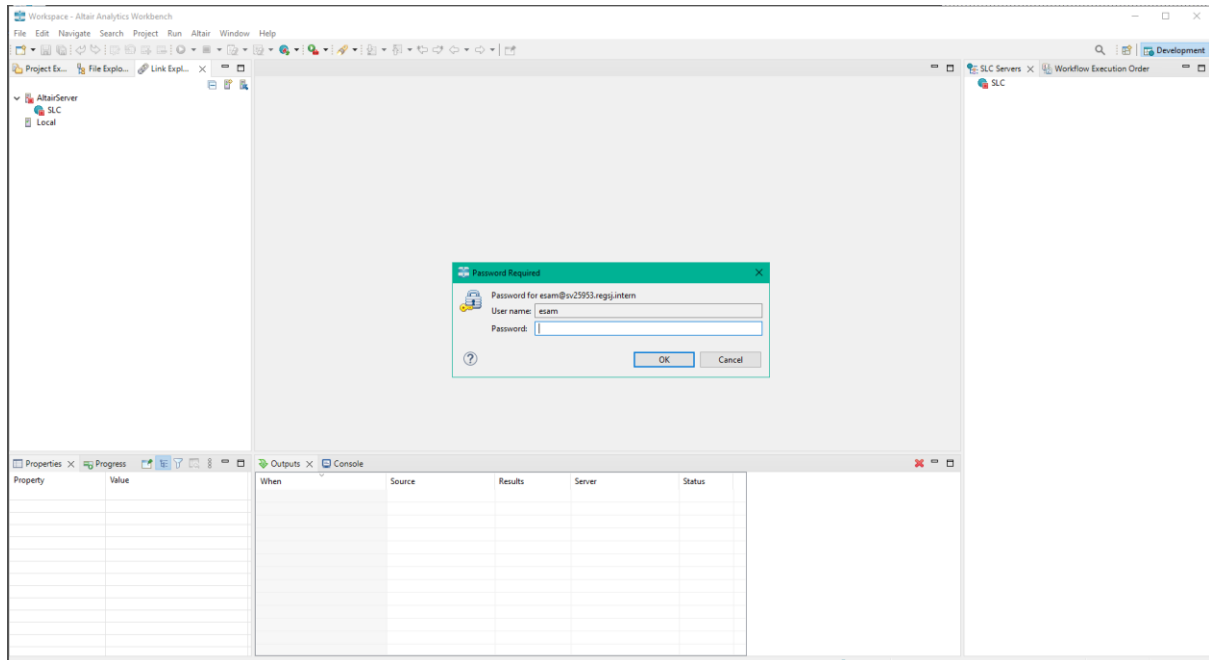 Workspace - Altair Analytics Workbench
File Edit Navigate Search Project Run Altair Window Help
Development
Project Ex... File Explo... Link Expl...
SLC Servers Workflow Execution Order
AltairServer
SLC
Local
SLC
Password Required
Password for esam@sv25953.regsj.intern
User name: esam
Password:
OK Cancel
Properties Progress
Outputs Console
Property Value
When Source Results Server Status